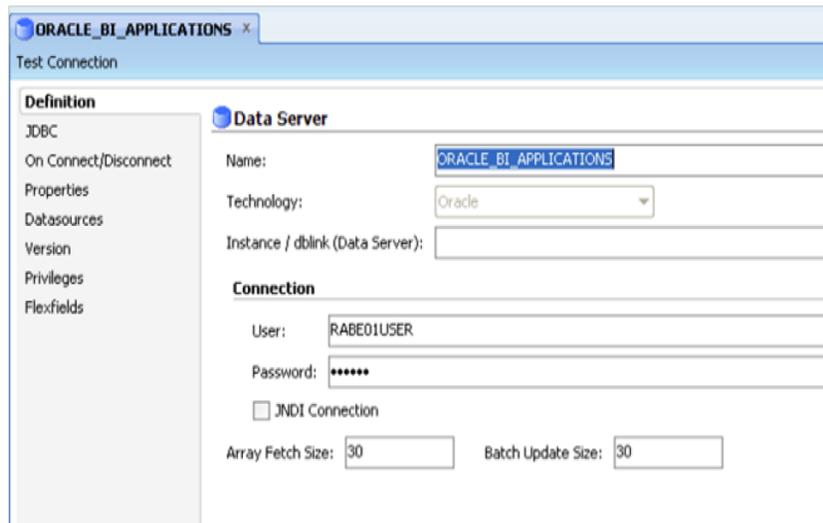 ORACLE_BI_APPLICATIONS x
Test Connection
Definition
JDBC
On Connect/Disconnect
Properties
Datasources
Version
Privileges
Flexfields
Data Server
Name: ORACLE_BI_APPLICATIONS
Technology: Oracle
Instance / dblink (Data Server):
Connection
User: RABE01USER
Password: ••••••
JNDI Connection
Array Fetch Size: 30 Batch Update Size: 30